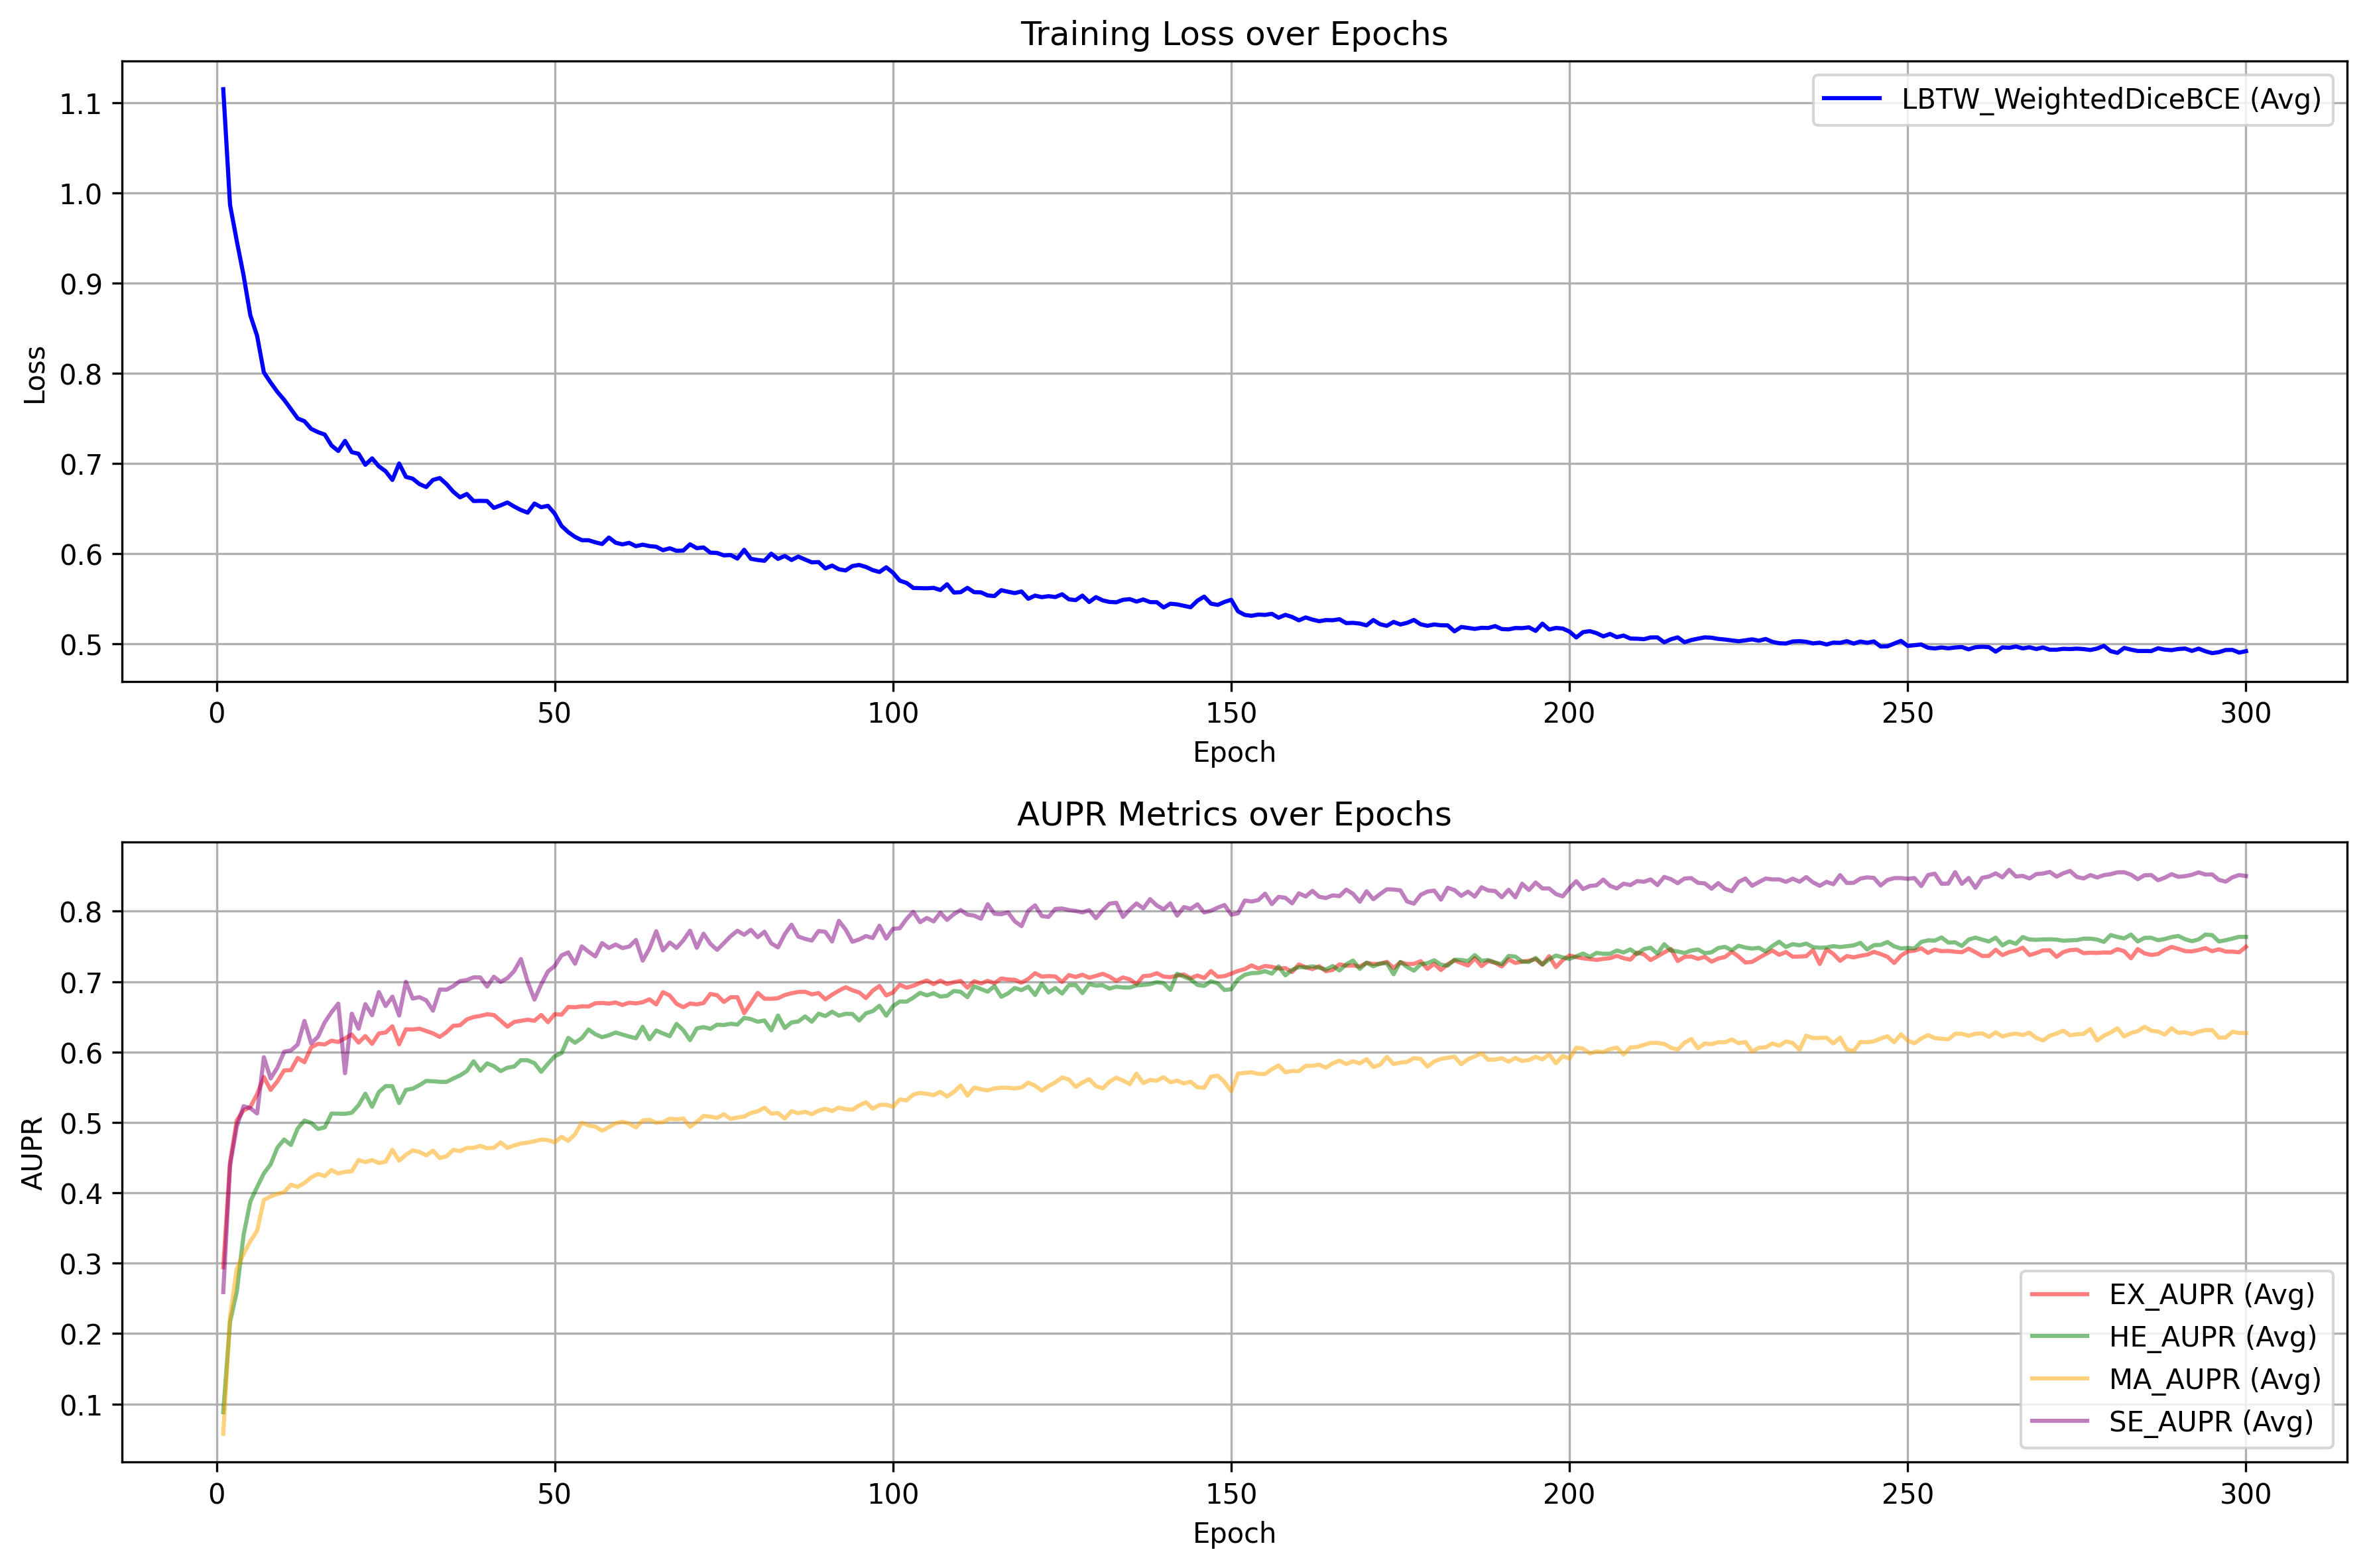 Training Loss over Epochs
LBTW_WeightedDiceBCE (Avg)
Loss
1.1
1.0
0.9
0.8
0.7
0.6
0.5
0 50 100 150 200 250 300
Epoch
AUPR Metrics over Epochs
AUPR
0.8
0.7
0.6
0.5
0.4
0.3
0.2
0.1
EX_AUPR (Avg)
HE_AUPR (Avg)
MA_AUPR (Avg)
SE_AUPR (Avg)
0 50 100 150 200 250 300
Epoch